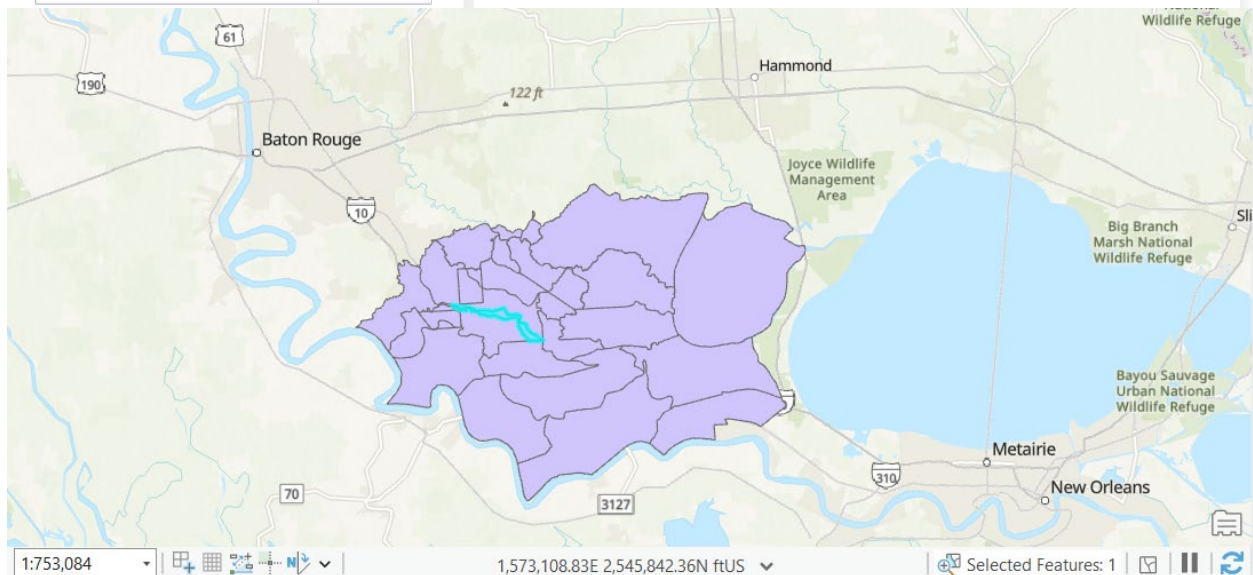 Wildlife Refuge
61
190
Hammond
122 ft
Baton Rouge
Joyce Wildlife
Management
Area
10
Sli
Big Branch
Marsh National
Wildlife Refuge
Bayou Sauvage
Urban National
Wildlife Refuge
Metairie
310
70
New Orleans
3127
1:753,084
N
1,573,108.83E 2,545,842.36N ftUS
Selected Features: 1